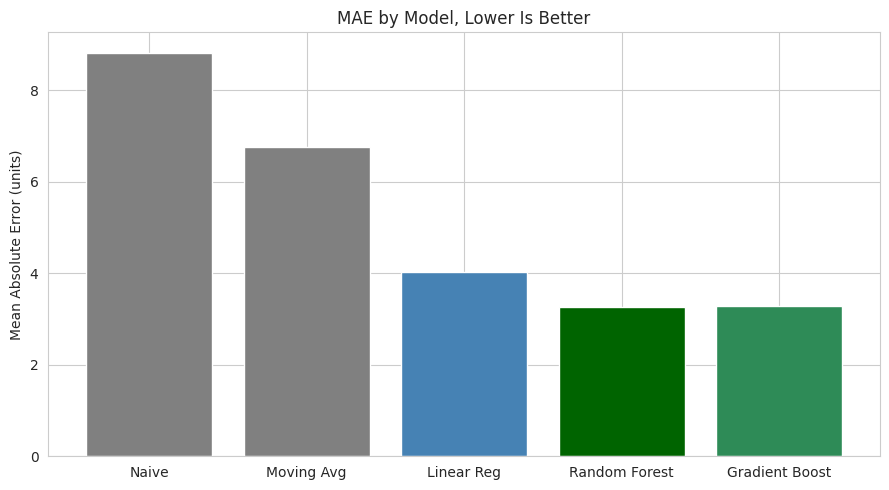 MAE by Model, Lower Is Better
Mean Absolute Error (units)
8
6
4
2
0
Naive
Moving Avg
Linear Reg
Random Forest
Gradient Boost